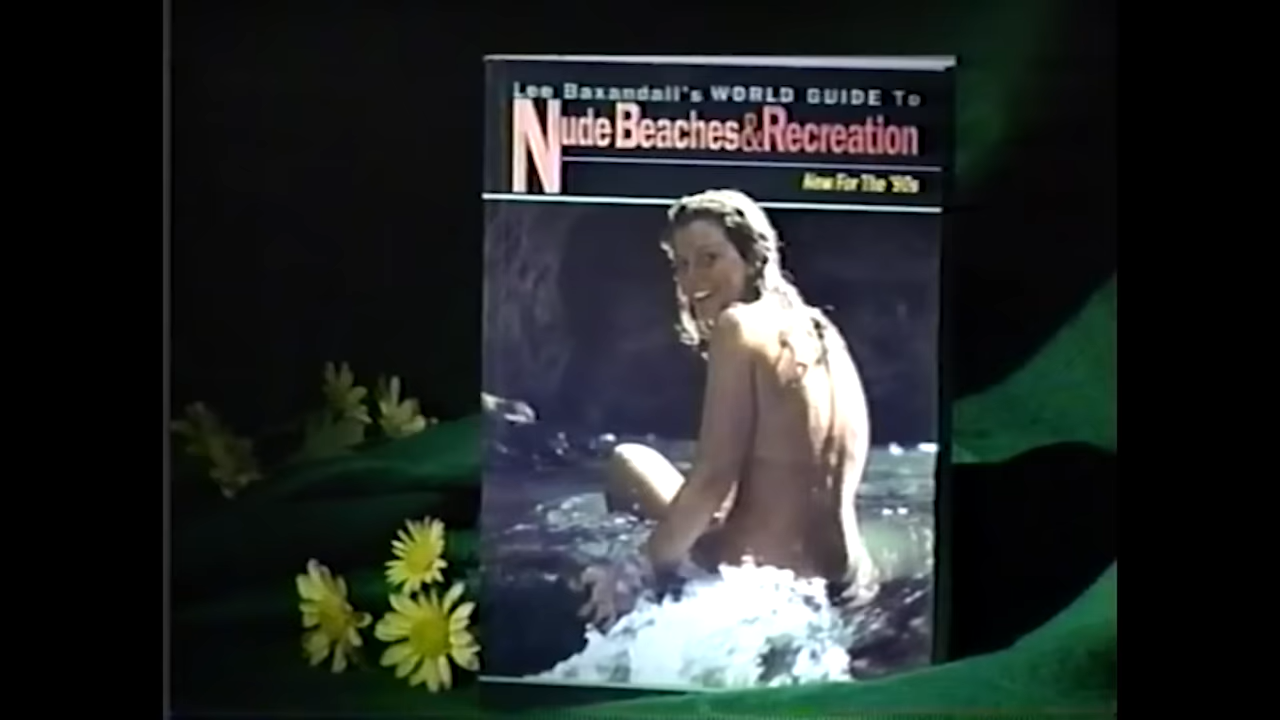 Lee Baxandall's WORLD GUIDE To
Nude Beaches&Recreation
New For The '90s